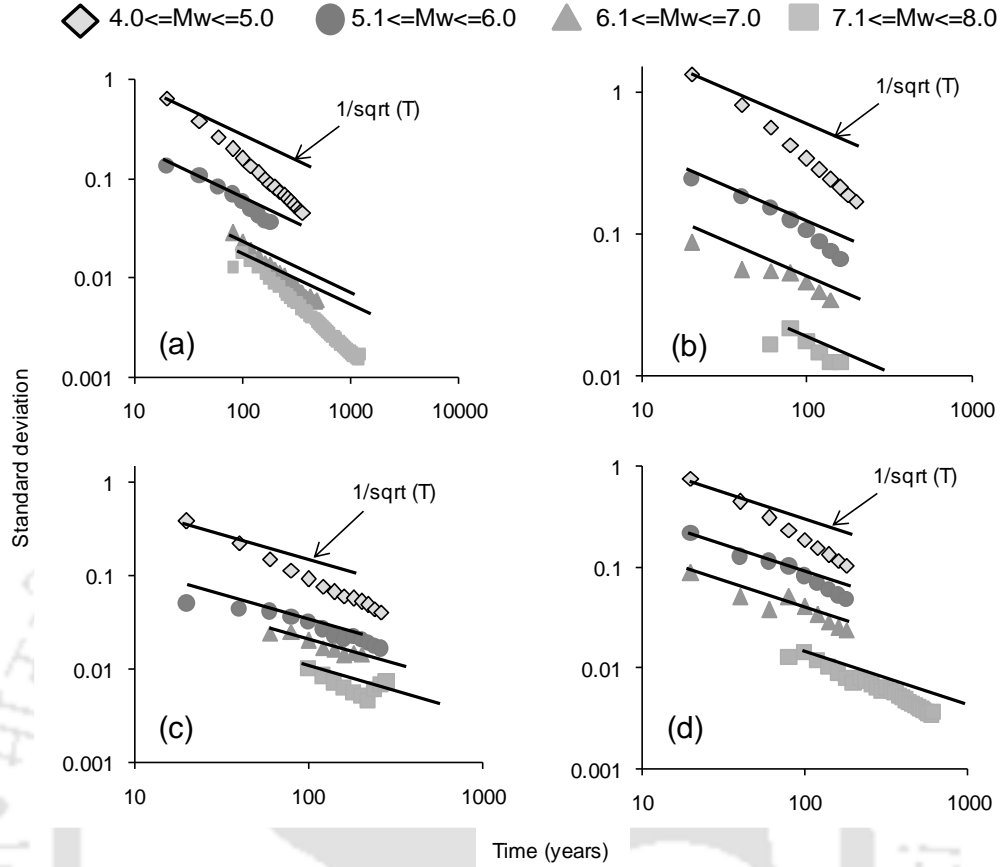 4.0<=Mw<=5.0 5.1<=Mw<=6.0 6.1<=Mw<=7.0 7.1<=Mw<=8.0
Standard deviation
1
0.1
0.01
0.001
10 100 1000 10000
1/sqrt (T)
(a)
1
0.1
0.01
10 100 1000
1/sqrt (T)
(b)
1
0.1
0.01
0.001
10 100 1000
1/sqrt (T)
(c)
1
0.1
0.01
0.001
10 100 1000
1/sqrt (T)
(d)
Time (years)